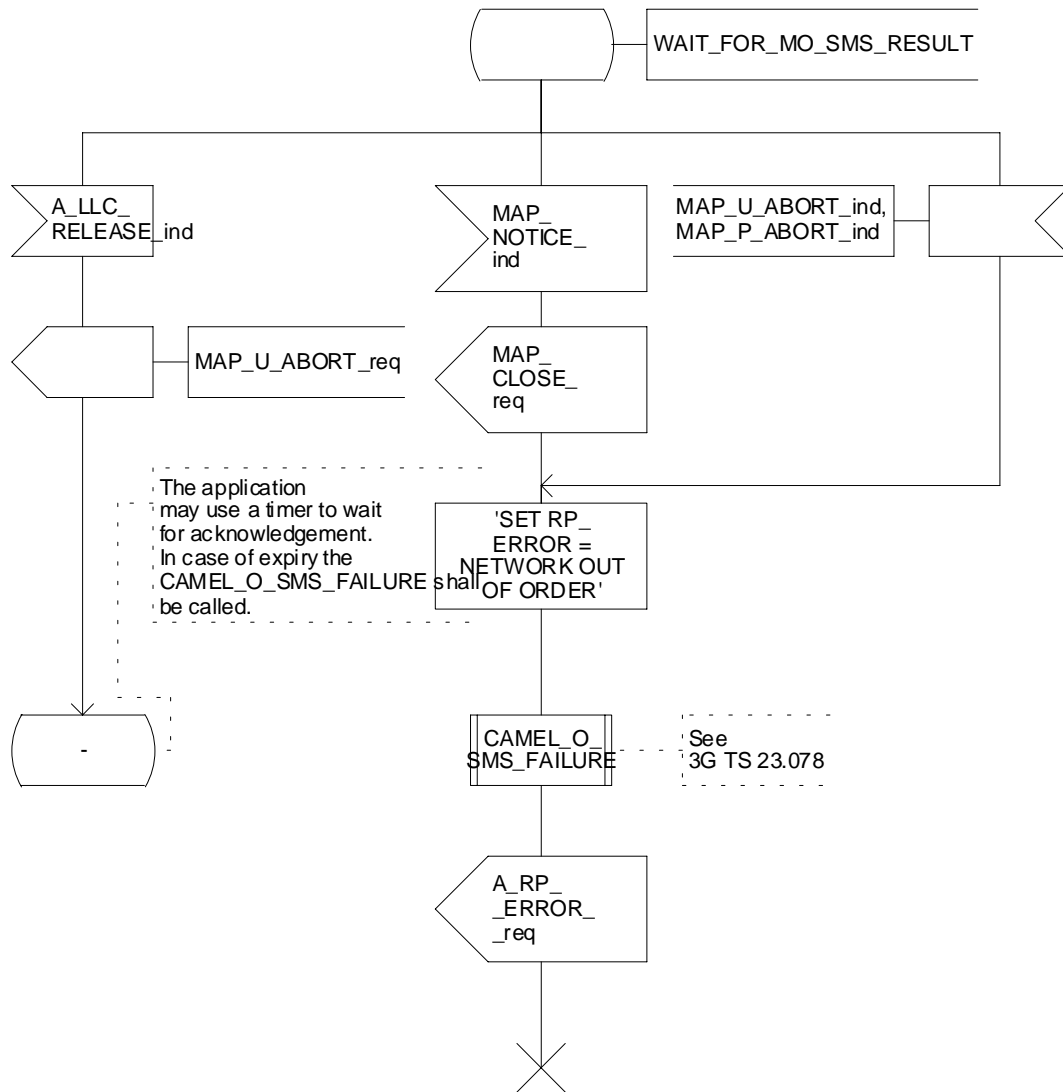 WAIT_FOR_MO_SMS_RESULT
A_LLC_
RELEASE_ind
MAP_
NOTICE_
ind
MAP_U_ABORT_ind,
MAP_P_ABORT_ind
MAP_U_ABORT_req
MAP_
CLOSE_
req
The application
may use a timer to wait
for acknowledgement.
In case of expiry the
CAMEL_O_SMS_FAILURE shall
be called.
'SET RP_
ERROR =
NETWORK OUT
OF ORDER'
-
CAMEL_O_
SMS_FAILURE
See
3G TS 23.078
A_RP_
_ERROR_
_req